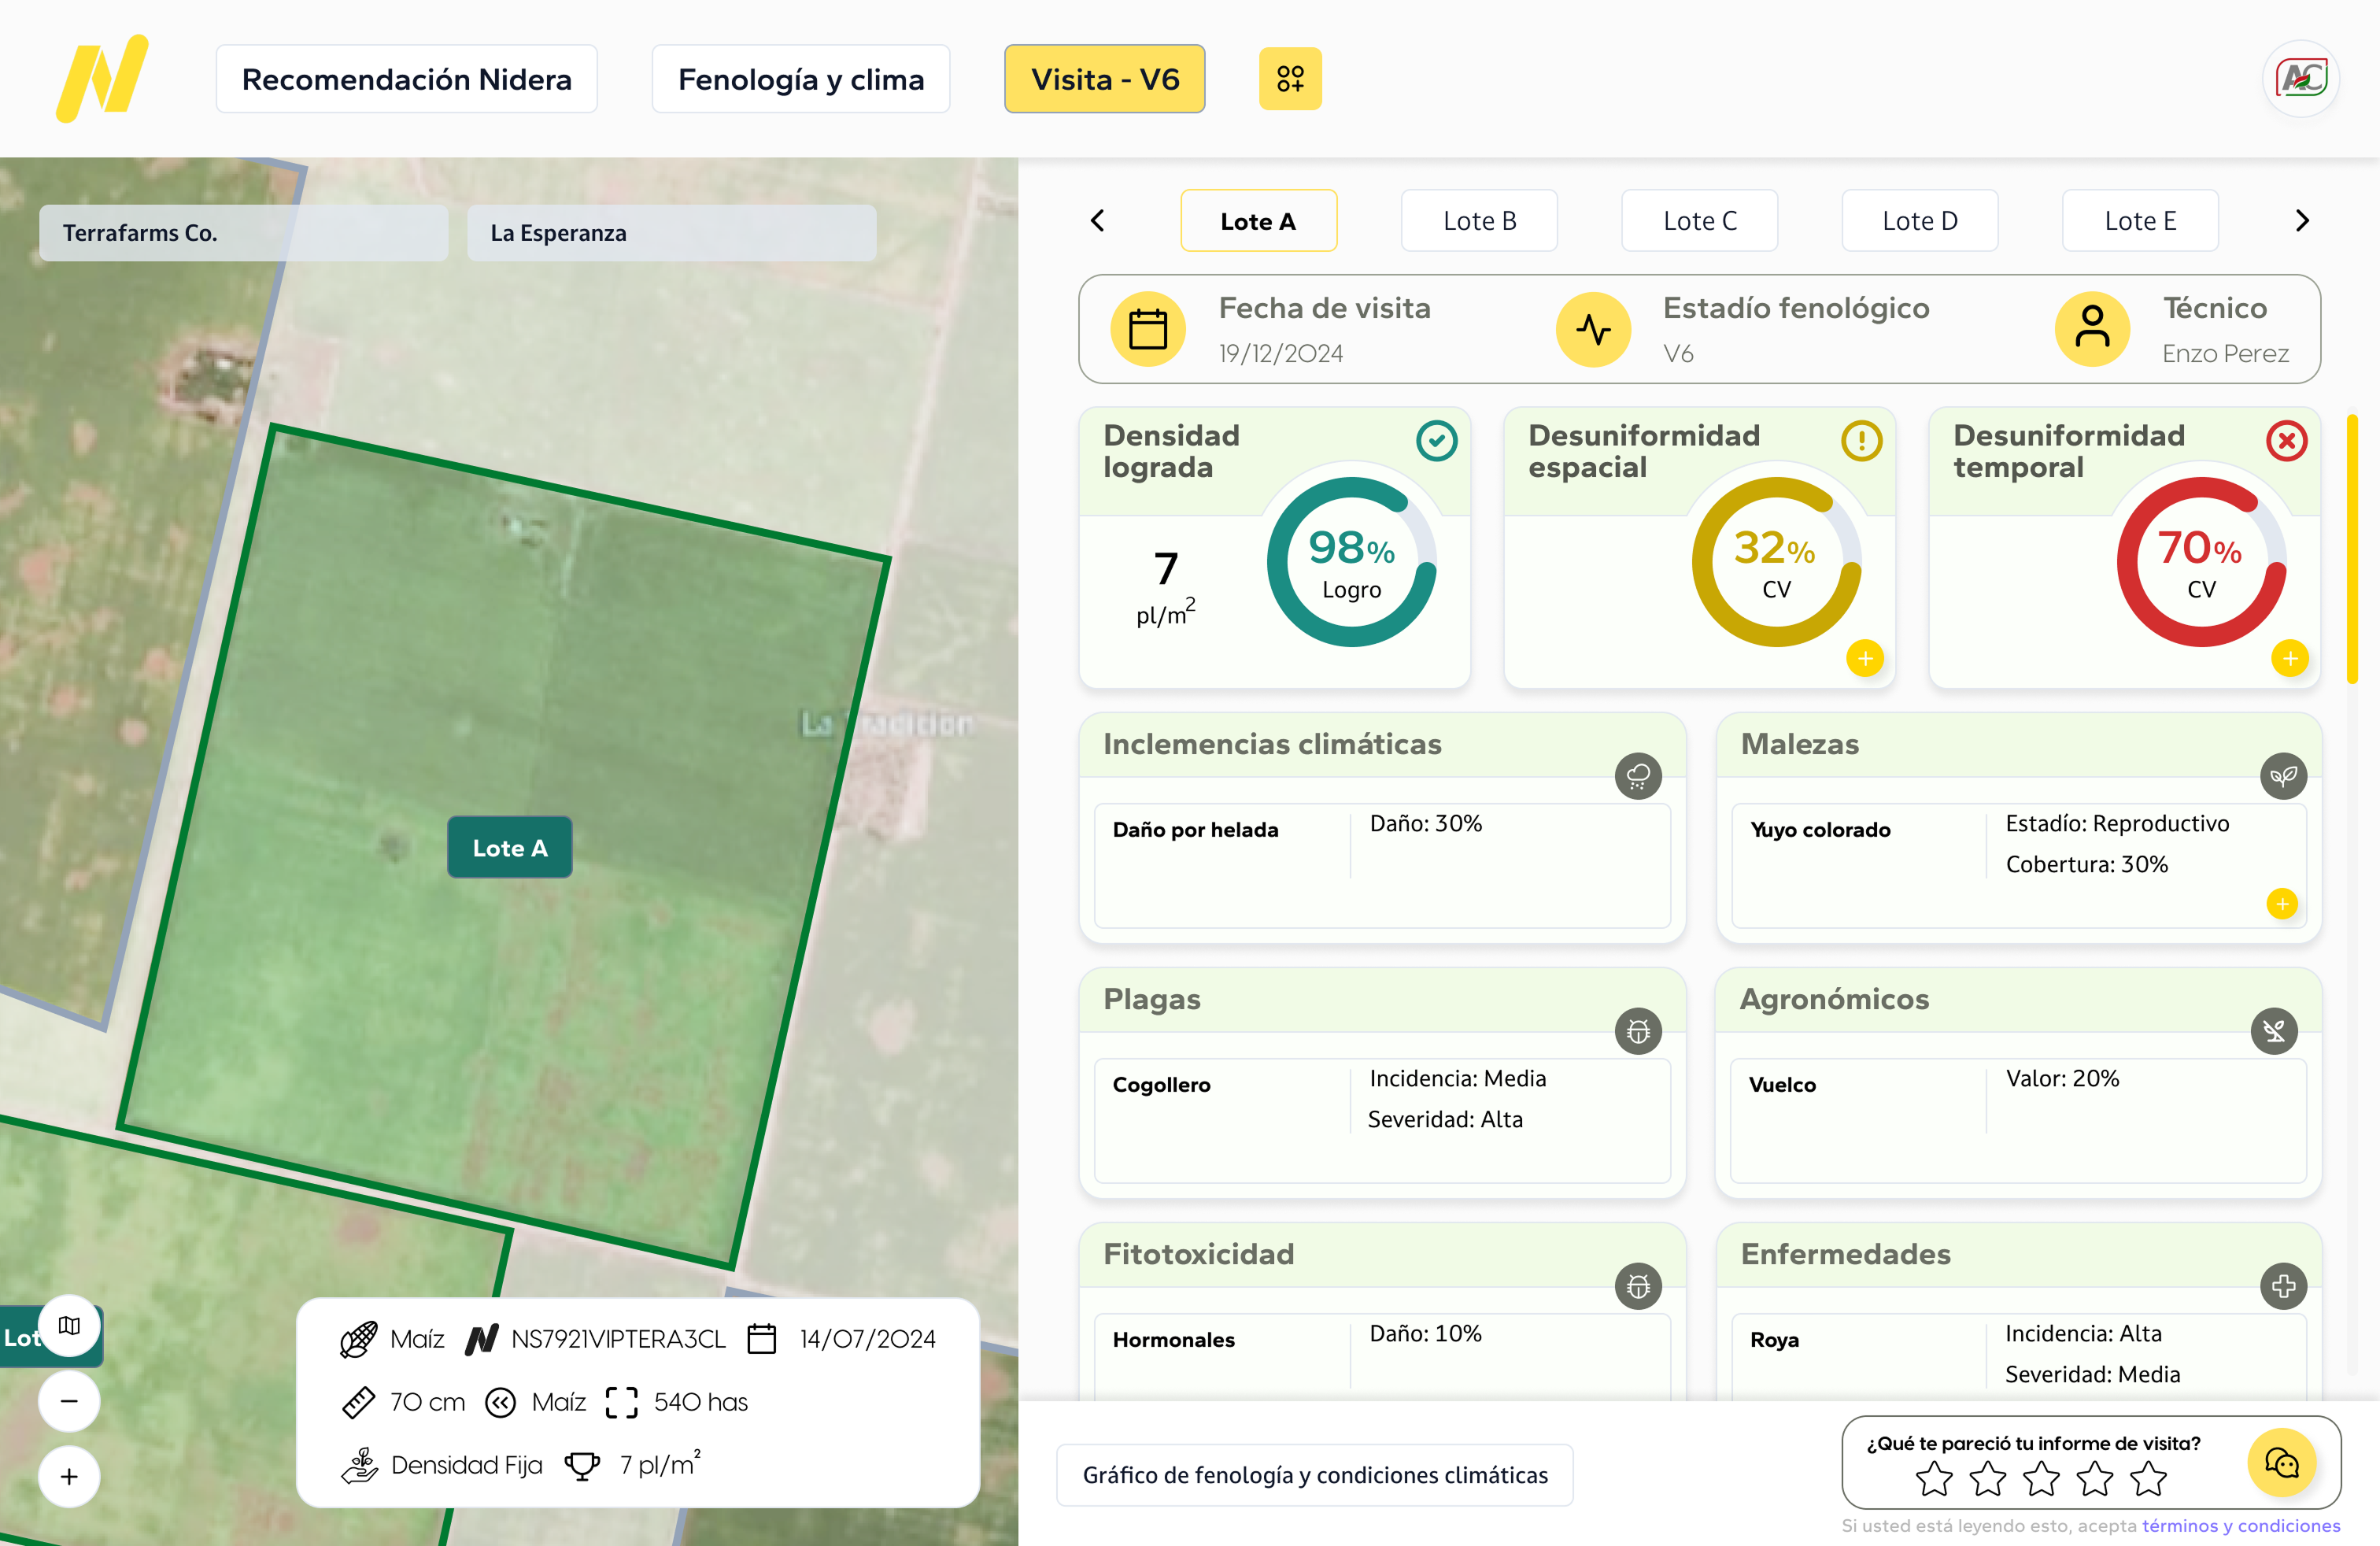 Recomendación Nidera
Fenología y clima
Visita - V6
AC
Terrafarms Co.
La Esperanza
Lote A
Lote B
Lote C
Lote D
Lote E
Fecha de visita
19/12/2024
Estadío fenológico
V6
Técnico
Enzo Perez
Densidad
lograda
7
pl/m²
98%
Logro
Desuniformidad
espacial
32%
CV
Desuniformidad
temporal
70%
CV
Inclemencias climáticas
Daño por helada
Daño: 30%
Malezas
Yuyo colorado
Estadío: Reproductivo
Cobertura: 30%
Plagas
Cogollero
Incidencia: Media
Severidad: Alta
Agronómicos
Vuelco
Valor: 20%
Fitotoxicidad
Hormonales
Daño: 10%
Enfermedades
Roya
Incidencia: Alta
Severidad: Media
La Tradicion
Lote A
Lot
Maíz NS7921VIPTERA3CL 14/07/2024
70 cm Maíz 540 has
Densidad Fija 7 pl/m²
Gráfico de fenología y condiciones climáticas
¿Qué te pareció tu informe de visita?
Si usted está leyendo esto, acepta términos y condiciones